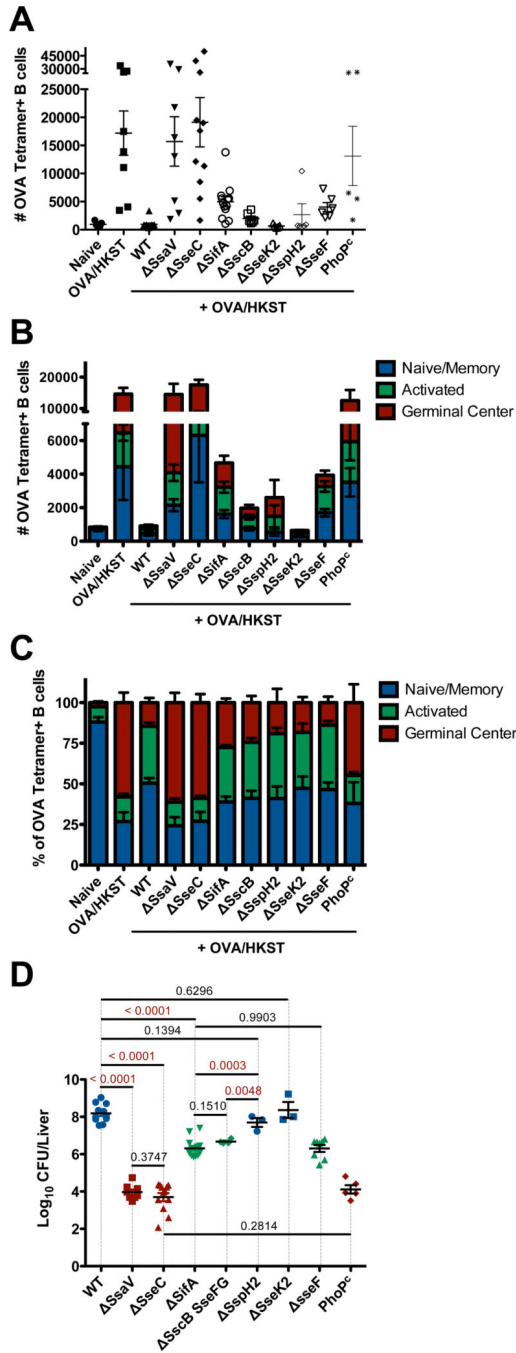 A
# OVA Tetramer+ B cells
45000
30000
25000
20000
15000
10000
5000
0
Naive
OVA/HKST
WT
ΔSsaV
ΔSseC
ΔSifA
ΔSscB
ΔSseK2
ΔSspH2
ΔSseF
PhoPᶜ
+ OVA/HKST
B
# OVA Tetramer+ B cells
20000
10000
6000
4000
2000
0
Naive/Memory
Activated
Germinal Center
Naive
OVA/HKST
WT
ΔSsaV
ΔSseC
ΔSifA
ΔSscB
ΔSspH2
ΔSseK2
ΔSseF
PhoPᶜ
+ OVA/HKST
C
% of OVA Tetramer+ B cells
100
75
50
25
0
Naive/Memory
Activated
Germinal Center
Naive
OVA/HKST
WT
ΔSsaV
ΔSseC
ΔSifA
ΔSscB
ΔSspH2
ΔSseK2
ΔSseF
PhoPᶜ
+ OVA/HKST
D
0.6296
< 0.0001
0.9903
0.1394
< 0.0001
0.0003
< 0.0001
0.0048
0.1510
0.3747
0.2814
Log₁₀ CFU/Liver
10
8
6
4
2
0
WT
ΔSsaV
ΔSseC
ΔSifA
ΔSscB SseFG
ΔSspH2
ΔSseK2
ΔsseF
PhoPᶜ